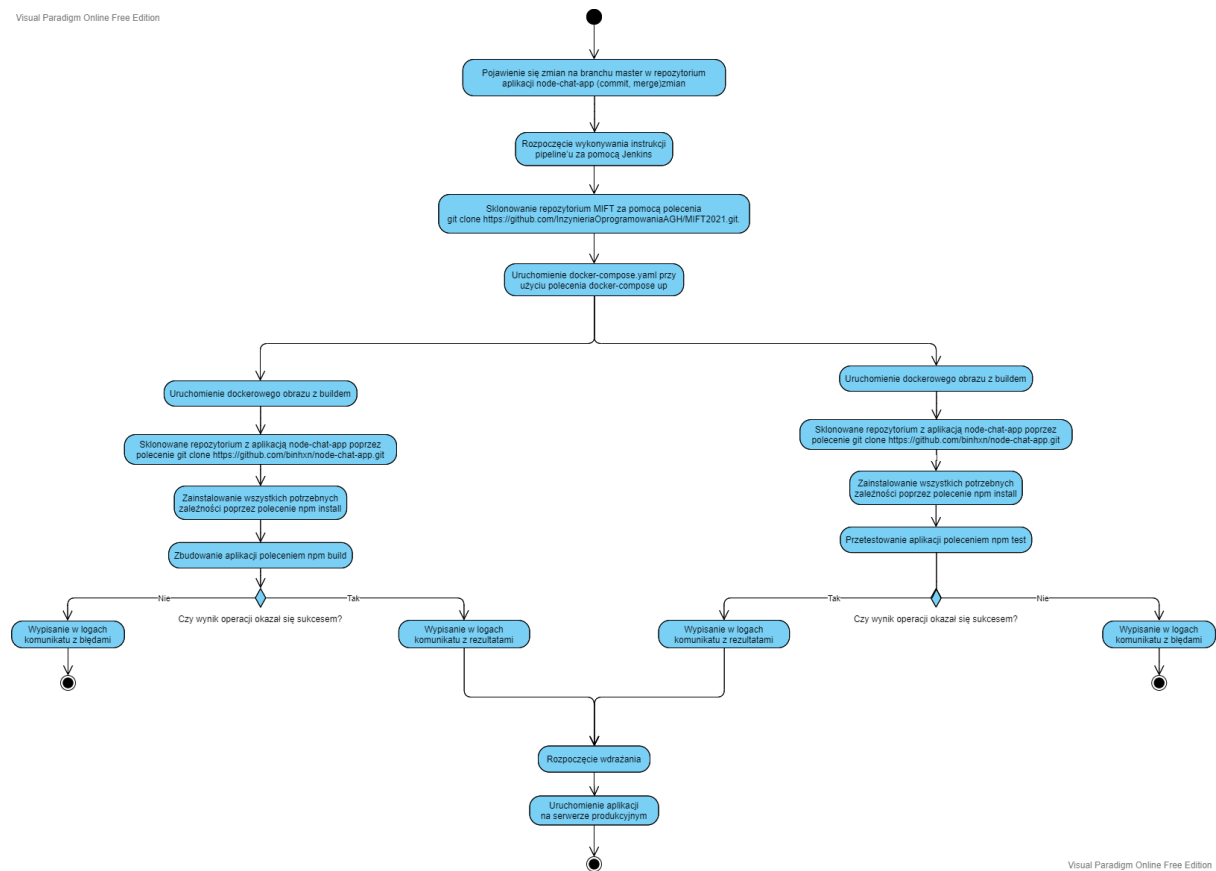 Visual Paradigm Online Free Edition
Pojawienie się zmian na branchu master w repozytorium
aplikacji node-chat-app (commit, merge)zmian
Rozpoczęcie wykonywania instrukcji
pipeline'u za pomocą Jenkins
Sklonowanie repozytorium MIFT za pomocą polecenia
git clone https://github.com/InzynieriaOprogramowaniaAGH/MIFT2021.git.
Uruchomienie docker-compose.yaml przy
użyciu polecenia docker-compose up
Uruchomienie dockerowego obrazu z buildem
Sklonowane repozytorium z aplikacją node-chat-app poprzez
polecenie git clone https://github.com/binhxn/node-chat-app.git
Zainstalowanie wszystkich potrzebnych
zależności poprzez polecenie npm install
Zbudowanie aplikacji poleceniem npm build
Nie
Tak
Czy wynik operacji okazał się sukcesem?
Wypisanie w logach
komunikatu z błędami
Wypisanie w logach
komunikatu z rezultatami
Uruchomienie dockerowego obrazu z buildem
Sklonowane repozytorium z aplikacją node-chat-app poprzez
polecenie git clone https://github.com/binhxn/node-chat-app.git
Zainstalowanie wszystkich potrzebnych
zależności poprzez polecenie npm install
Przetestowanie aplikacji poleceniem npm test
Tak
Nie
Czy wynik operacji okazał się sukcesem?
Wypisanie w logach
komunikatu z rezultatami
Wypisanie w logach
komunikatu z błędami
Rozpoczęcie wdrażania
Uruchomienie aplikacji
na serwerze produkcyjnym
Visual Paradigm Online Free Edition